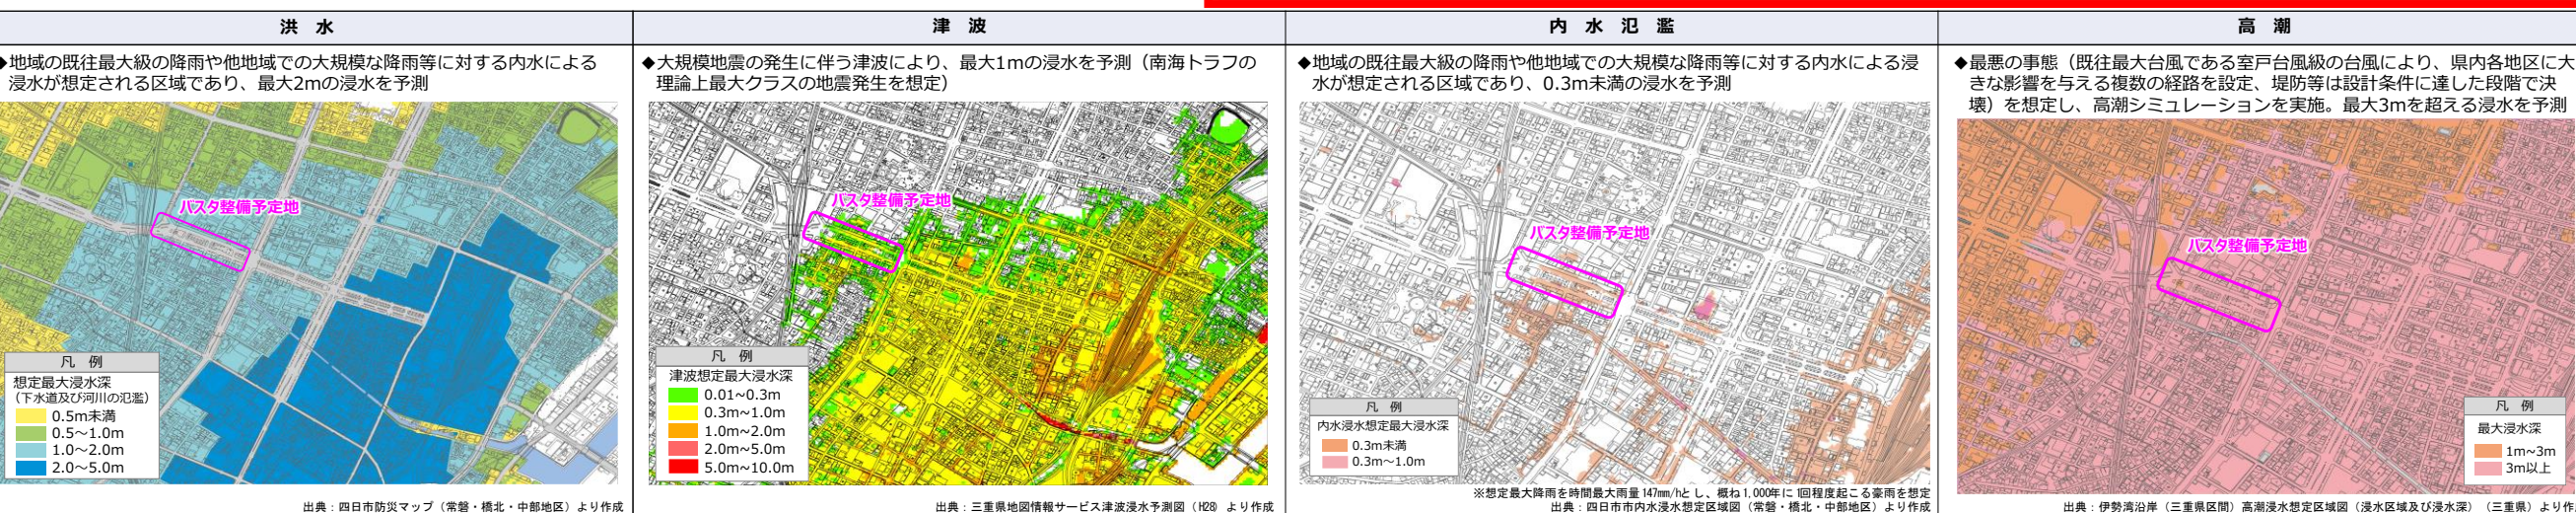 洪 水
◆地域の既往最大級の降雨や他地域での大規模な降雨等に対する内水による
浸水が想定される区域であり、最大2mの浸水を予測
バスタ整備予定地
凡 例
想定最大浸水深
（下水道及び河川の氾濫）
0.5m未満
0.5～1.0m
1.0～2.0m
2.0～5.0m
出典：四日市防災マップ（常磐・橋北・中部地区）より作成
津 波
◆大規模地震の発生に伴う津波により、最大1mの浸水を予測（南海トラフの
理論上最大クラスの地震発生を想定）
バスタ整備予定地
凡 例
津波想定最大浸水深
0.01~0.3m
0.3m~1.0m
1.0m~2.0m
2.0m~5.0m
5.0m~10.0m
出典：三重県地図情報サービス津波浸水予測図（H28）より作成
内 水 氾 濫
◆地域の既往最大級の降雨や他地域での大規模な降雨等に対する内水による浸
水が想定される区域であり、0.3m未満の浸水を予測
バスタ整備予定地
凡 例
内水浸水想定最大浸水深
0.3m未満
0.3m~1.0m
※想定最大降雨を時間最大雨量147mm/hとし、概ね1,000年に1回程度起こる豪雨を想定
出典：四日市市内水浸水想定区域図（常磐・橋北・中部地区）より作成
高 潮
◆最悪の事態（既往最大台風である室戸台風級の台風により、県内各地区に大
きな影響を与える複数の経路を設定、堤防等は設計条件に達した段階で決
壊）を想定し、高潮シミュレーションを実施。最大3mを超える浸水を予測
バスタ整備予定地
凡 例
最大浸水深
1m~3m
3m以上
出典：伊勢湾沿岸（三重県区間）高潮浸水想定区域図（浸水区域及び浸水深）（三重県）より作